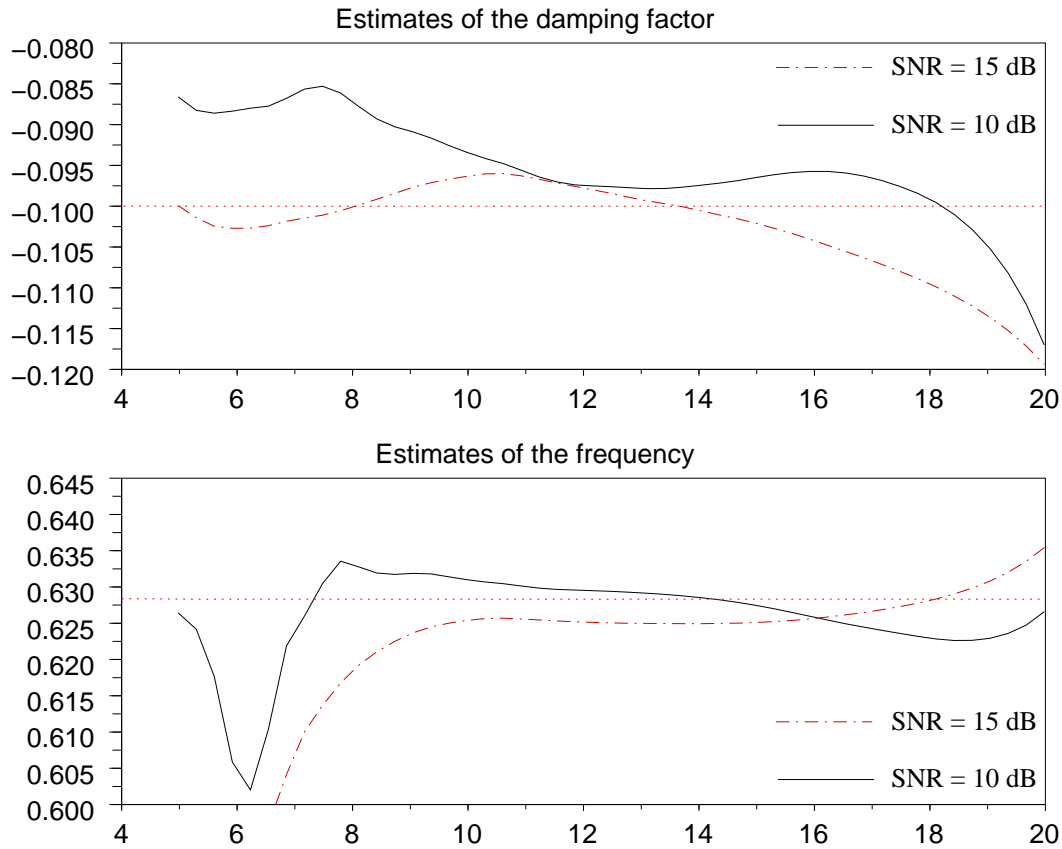 Estimates of the damping factor
−0.080
−0.085
−0.090
−0.095
−0.100
−0.105
−0.110
−0.115
−0.120
SNR = 15 dB
SNR = 10 dB
4 6 8 10 12 14 16 18 20
Estimates of the frequency
0.645
0.640
0.635
0.630
0.625
0.620
0.615
0.610
0.605
0.600
SNR = 15 dB
SNR = 10 dB
4 6 8 10 12 14 16 18 20